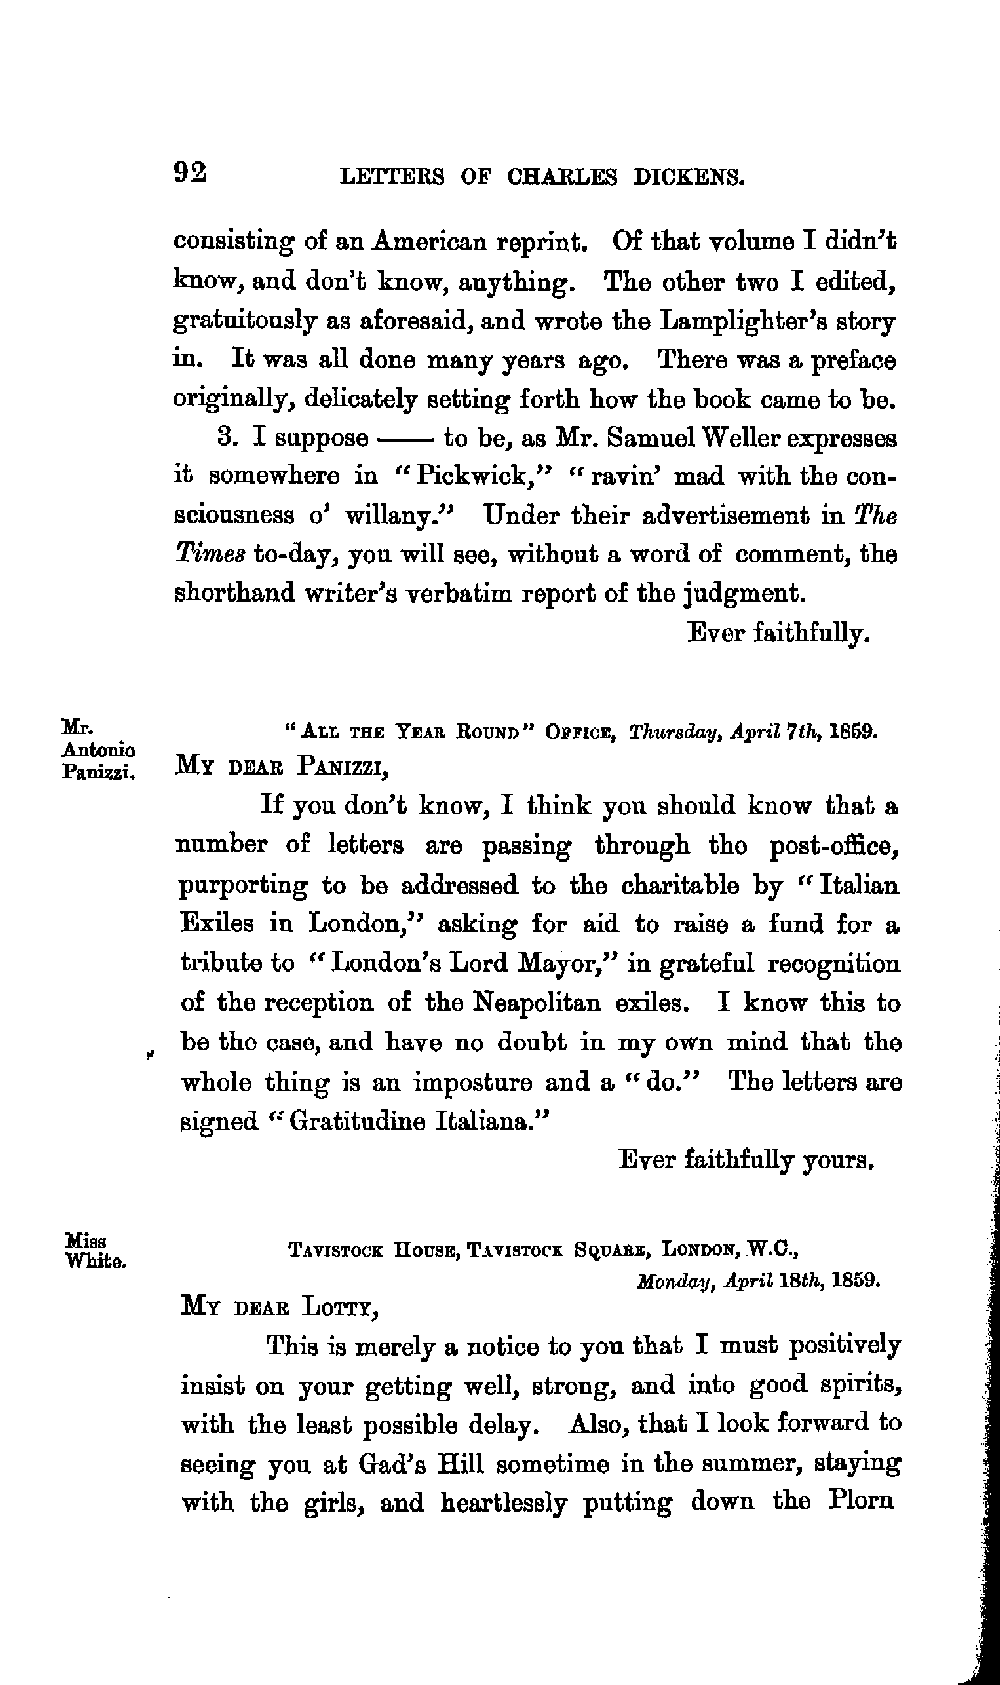 92 LETTERS OF CHARLES DICKENS.
consisting of an American reprint. Of that volume I didn't
know, and don't know, anything. The other two I edited,
gratuitously as aforesaid, and wrote the Lamplighter's story
in. It was all done many years ago. There was a preface
originally, delicately setting forth how the book came to be.
3. I suppose —— to be, as Mr. Samuel Weller expresses
it somewhere in "Pickwick," "ravin' mad with the con-
sciousness o' willany." Under their advertisement in The
Times to-day, you will see, without a word of comment, the
shorthand writer's verbatim report of the judgment.
Ever faithfully.
Mr.
Antonio
Panizzi.
"ALL THE YEAR ROUND" OFFICE, Thursday, April 7th, 1859.
MY DEAR PANIZZI,
If you don't know, I think you should know that a
number of letters are passing through the post-office,
purporting to be addressed to the charitable by "Italian
Exiles in London," asking for aid to raise a fund for a
tribute to "London's Lord Mayor," in grateful recognition
of the reception of the Neapolitan exiles. I know this to
be the case, and have no doubt in my own mind that the
whole thing is an imposture and a "do." The letters are
signed "Gratitudine Italiana."
Ever faithfully yours.
Miss
White.
TAVISTOCK HOUSE, TAVISTOCK SQUARE, LONDON, W.C.,
Monday, April 18th, 1859.
MY DEAR LOTTY,
This is merely a notice to you that I must positively
insist on your getting well, strong, and into good spirits,
with the least possible delay. Also, that I look forward to
seeing you at Gad's Hill sometime in the summer, staying
with the girls, and heartlessly putting down the Plorn